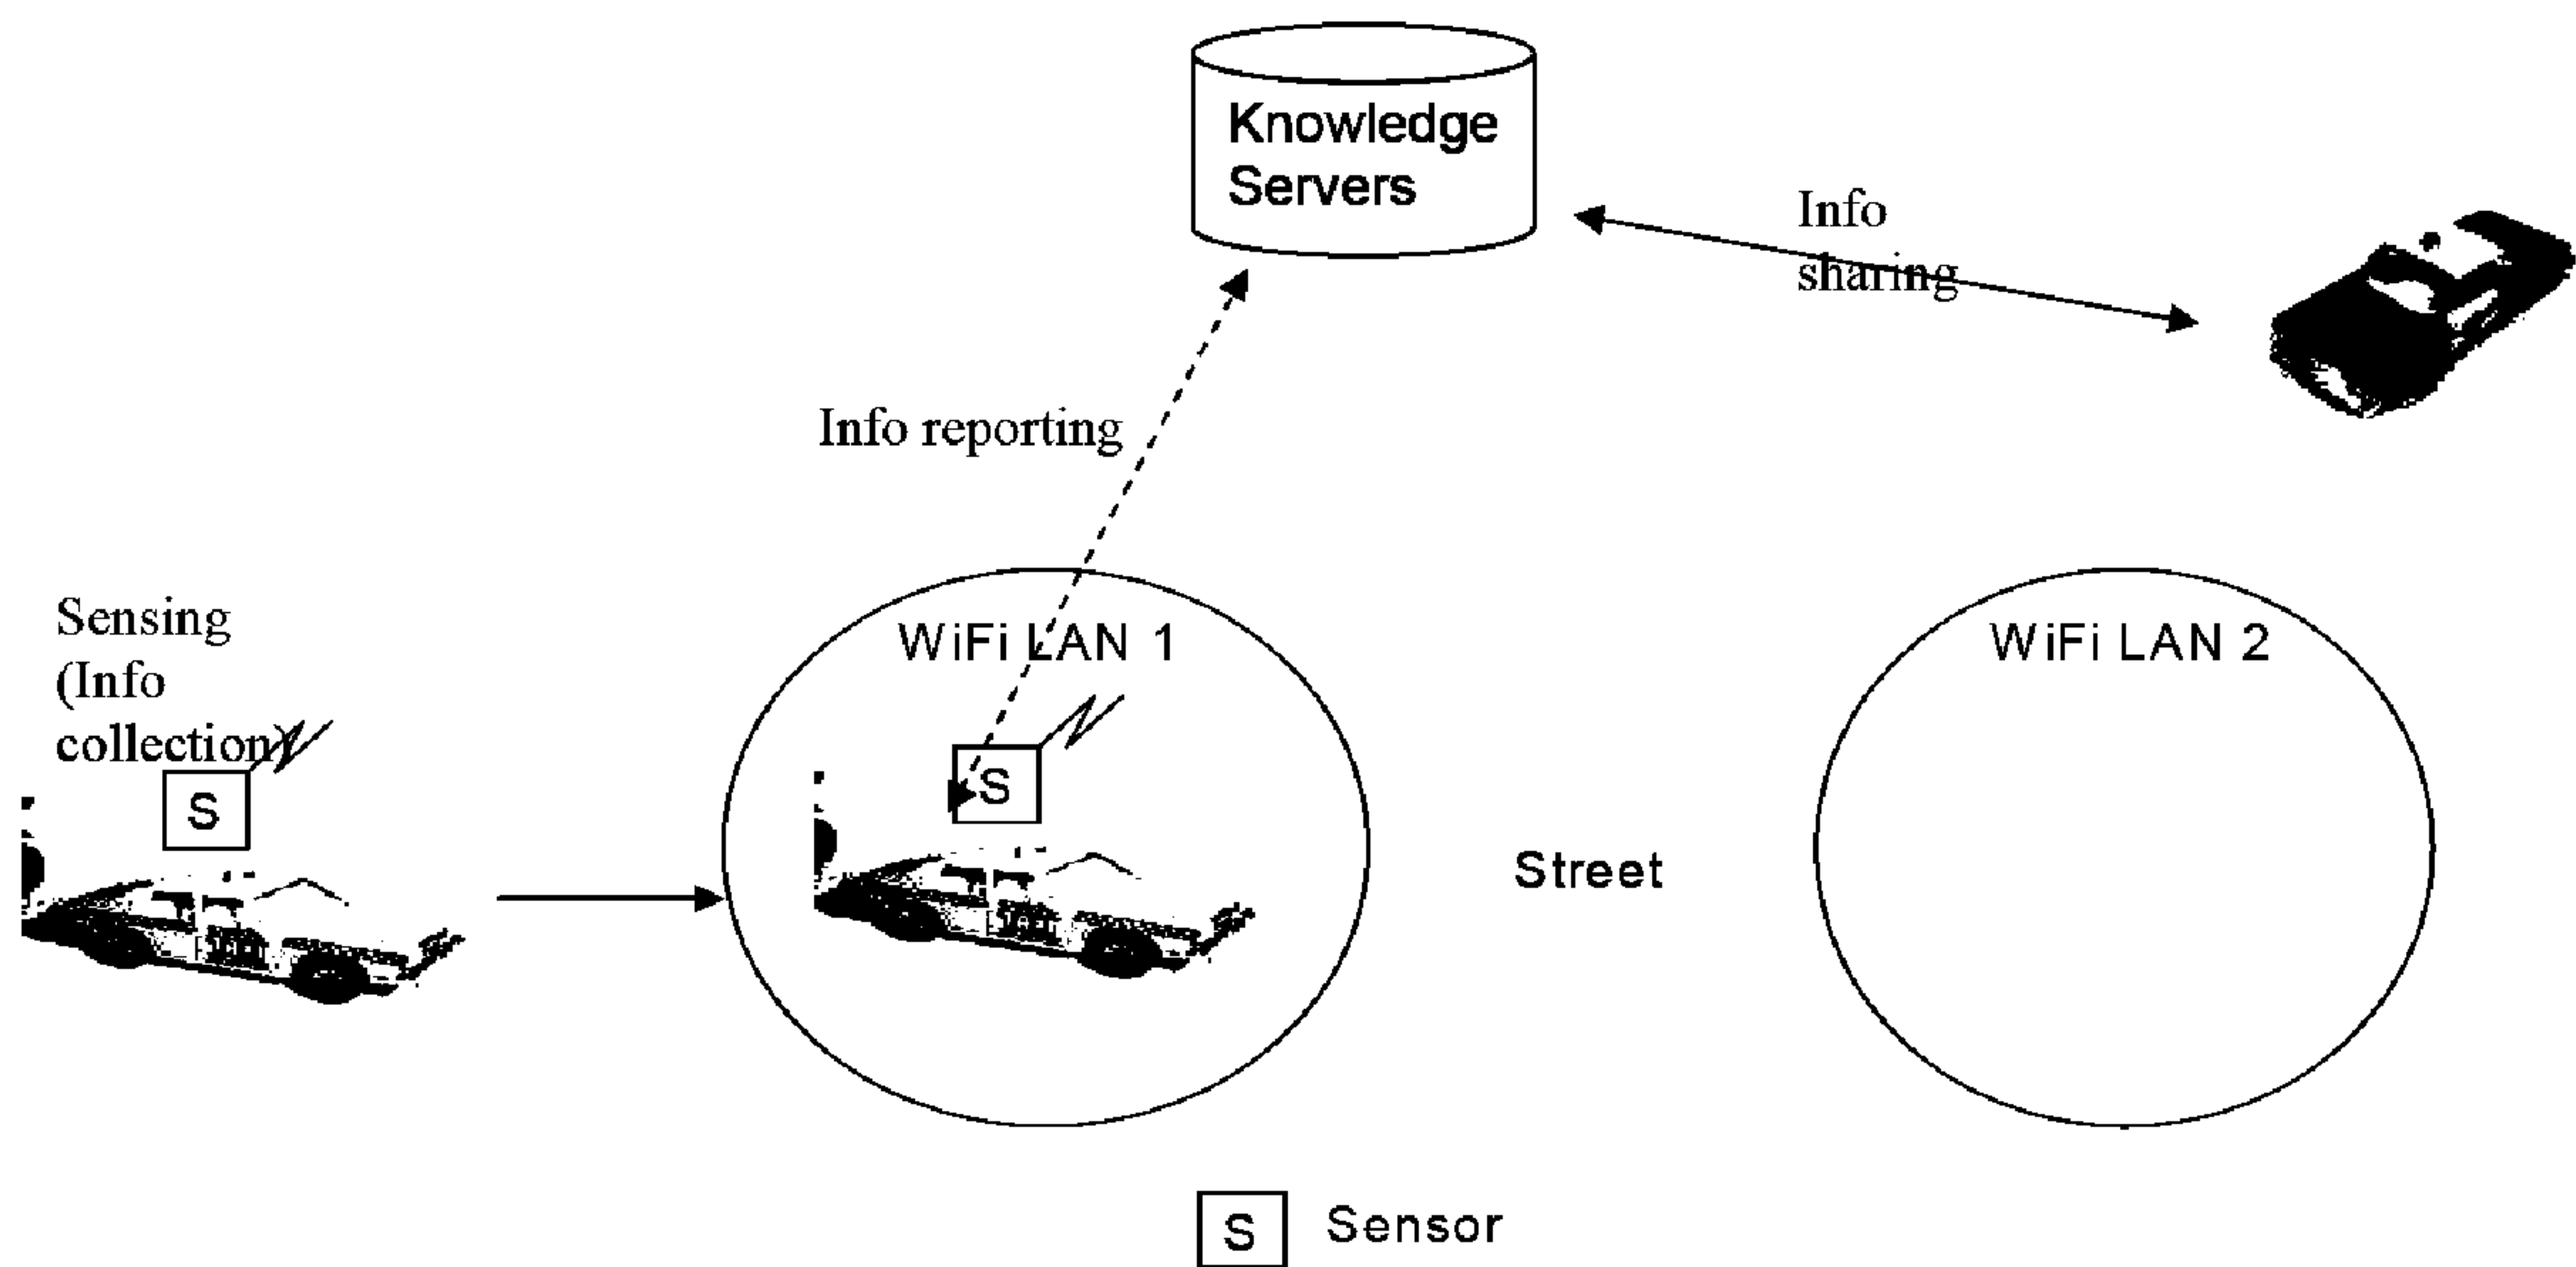 Knowledge
Servers
Info
sharing
Info reporting
Sensing
(Info
collection)
WiFi LAN 1
WiFi LAN 2
S
S
Street
S Sensor